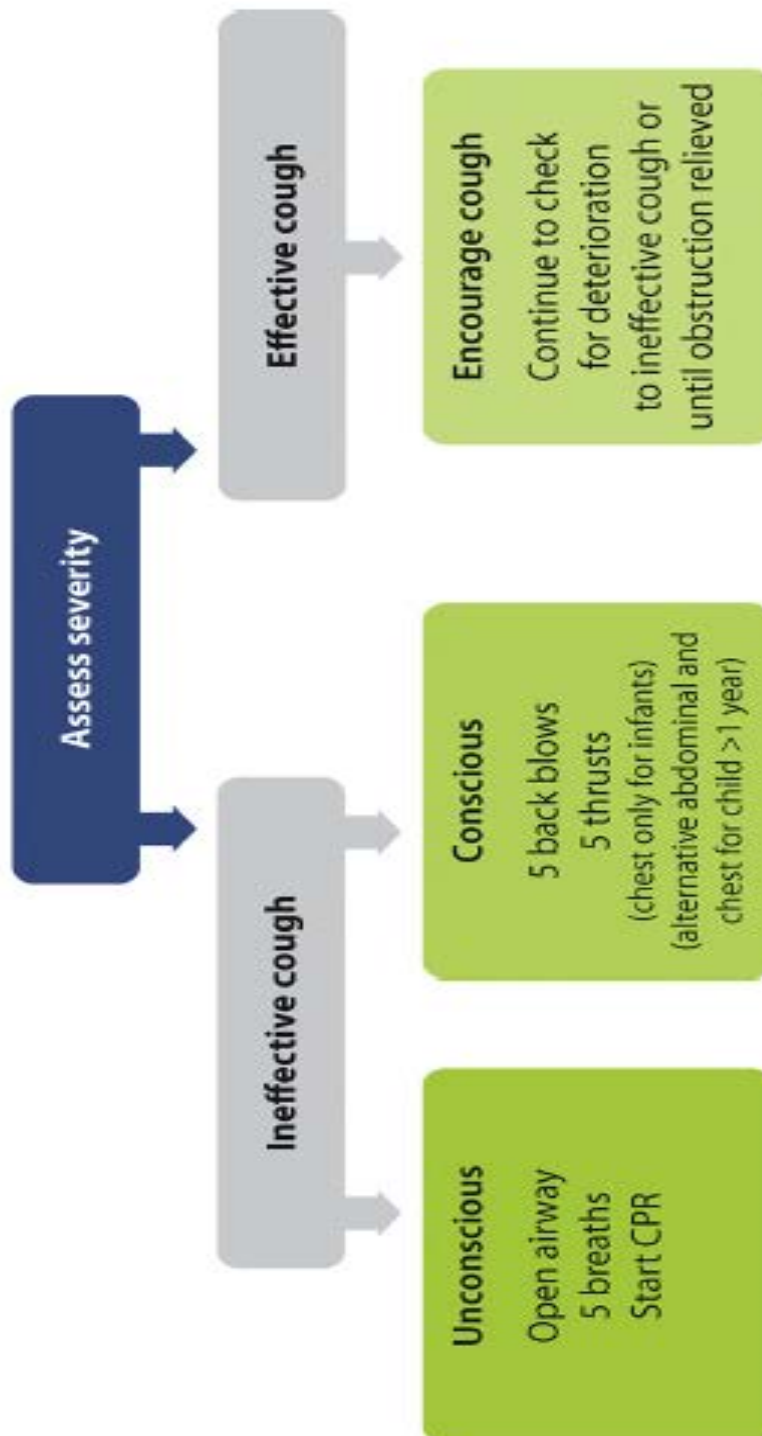 Assess severity
Ineffective cough
Effective cough
Unconscious
Open airway
5 breaths
Start CPR
Conscious
5 back blows
5 thrusts
(chest only for infants)
(alternative abdominal and
chest for child >1 year)
Encourage cough
Continue to check
for deterioration
to ineffective cough or
until obstruction relieved